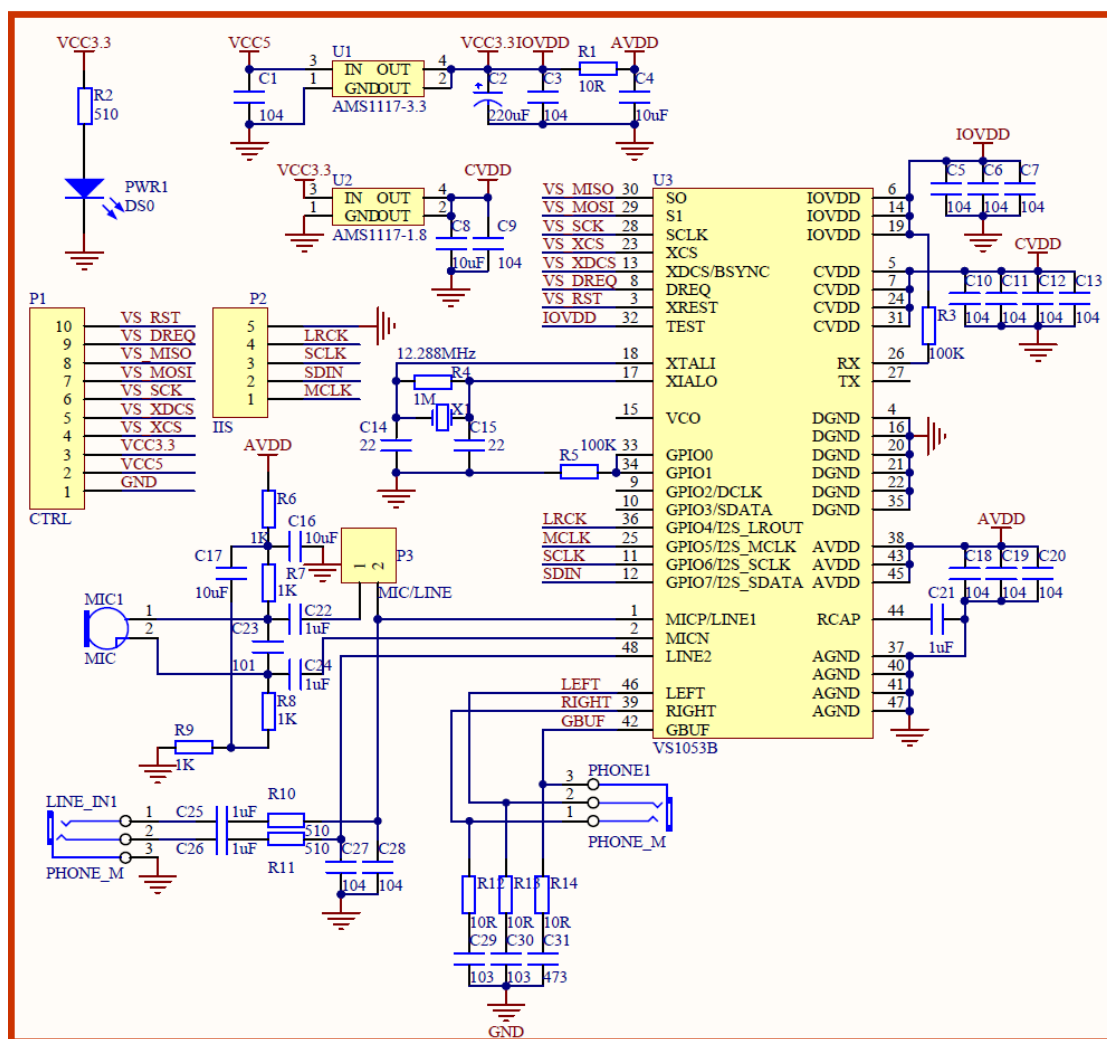 VCC3.3
R2
510
PWR1
DS0
VCC5
C1
104
U1
3 IN OUT 4
1 GNDOUT 2
AMS1117-3.3
VCC3.3 IOVDD R1 AVDD
C2 C3 10R C4
220uF 104 10uF
VCC3.3
U2
3 IN OUT 4
1 GNDOUT 2
AMS1117-1.8
CVDD
C8 C9
10uF 104
P1
10 VS_RST
9 VS_DREQ
8 VS_MISO
7 VS_MOSI
6 VS_SCK
5 VS_XDCS
4 VS_XCS
3 VCC3.3
2 VCC5
1 GND
CTRL
P2
5
4 LRCK
3 SCLK
2 SDIN
1 MCLK
IIS
U3
VS_MISO 30 SO
VS_MOSI 29 S1
VS_SCK 28 SCLK
VS_XCS 23 XCS
VS_XDCS 13 XDCS/BSYNC
VS_DREQ 8 DREQ
VS_RST 3 XREST
IOVDD 32 TEST
18 XTALI
17 XIALO
15 VCO
33 GPIO0
34 GPIO1
9 GPIO2/DCLK
10 GPIO3/SDATA
LRCK 36 GPIO4/I2S_LROUT
MCLK 25 GPIO5/I2S_MCLK
SCLK 11 GPIO6/I2S_SCLK
SDIN 12 GPIO7/I2S_SDATA
1 MICP/LINE1
2 MICN
48 LINE2
LEFT 46 LEFT
RIGHT 39 RIGHT
GBUF 42 GBUF
VS1053B
IOVDD 6
IOVDD 14
IOVDD 19
CVDD 5
CVDD 7
CVDD 24
CVDD 31
RX 26
TX 27
DGND 4
DGND 16
DGND 20
DGND 21
DGND 22
DGND 35
AVDD 38
AVDD 43
AVDD 45
RCAP 44
AGND 37
AGND 40
AGND 41
AGND 47
IOVDD
C5 C6 C7
104 104 104
CVDD
C10 C11 C12 C13
104 104 104 104
R3
100K
AVDD
C18 C19 C20
104 104 104
C21
1uF
12.288MHz
R4
1M X1
C14 C15
22 22
100K
R5
AVDD
R6
1K
C16
10uF
C17
10uF
R7
1K
P3
1 2
MIC/LINE
MIC1
1
2
MIC
C22
1uF
C23
101
C24
1uF
R8
1K
R9
1K
LINE_IN1
1
2
3
PHONE_M
C25 1uF
C26 1uF
R10
510
510
R11
C27 C28
104 104
PHONE1
3
2
1
PHONE_M
R12 R13 R14
10R 10R 10R
C29 C30 C31
103 103 473
GND